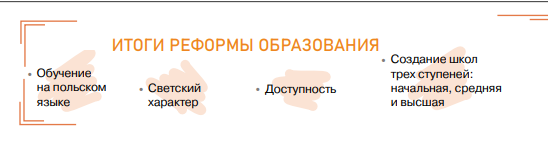 ИТОГИ РЕФОРМЫ ОБРАЗОВАНИЯ
• Обучение
на польском
языке
• Светский
характер
• Доступность
• Создание школ
трех ступеней:
начальная, средняя
и высшая